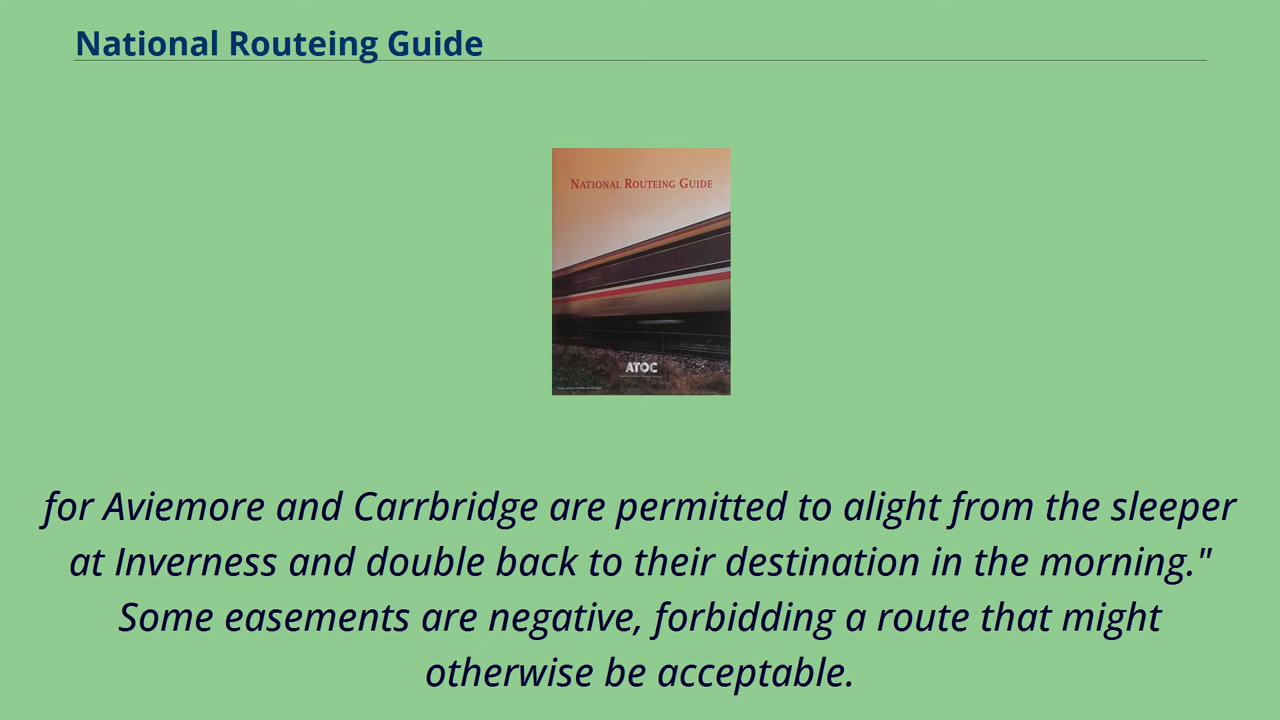 National Routeing Guide
NATIONAL ROUTEING GUIDE
ATOC
for Aviemore and Carrbridge are permitted to alight from the sleeper
at Inverness and double back to their destination in the morning."
Some easements are negative, forbidding a route that might
otherwise be acceptable.